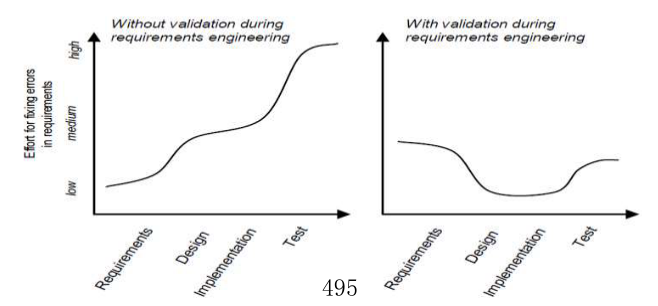 Without validation during
requirements engineering
With validation during
requirements engineering
Effort for fixing errors
in requirements
high
medium
low
Requirements
Design
Implementation
Test
Requirements
Design
Implementation
Test
495